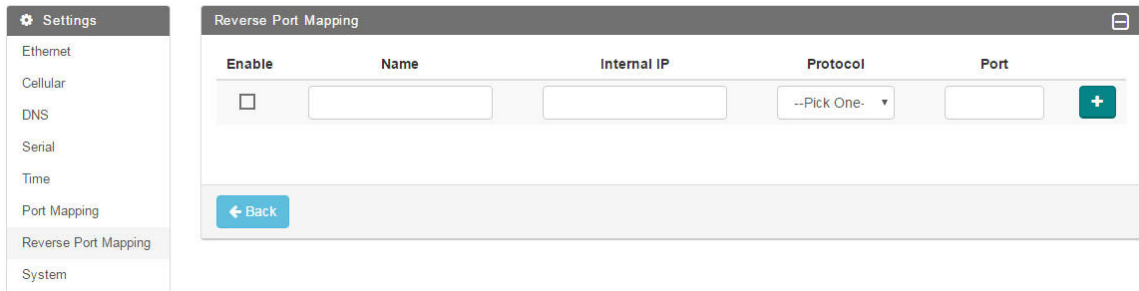 Settings
Ethernet
Cellular
DNS
Serial
Time
Port Mapping
Reverse Port Mapping
System
Reverse Port Mapping
Enable Name Internal IP Protocol Port
--Pick One-
Back